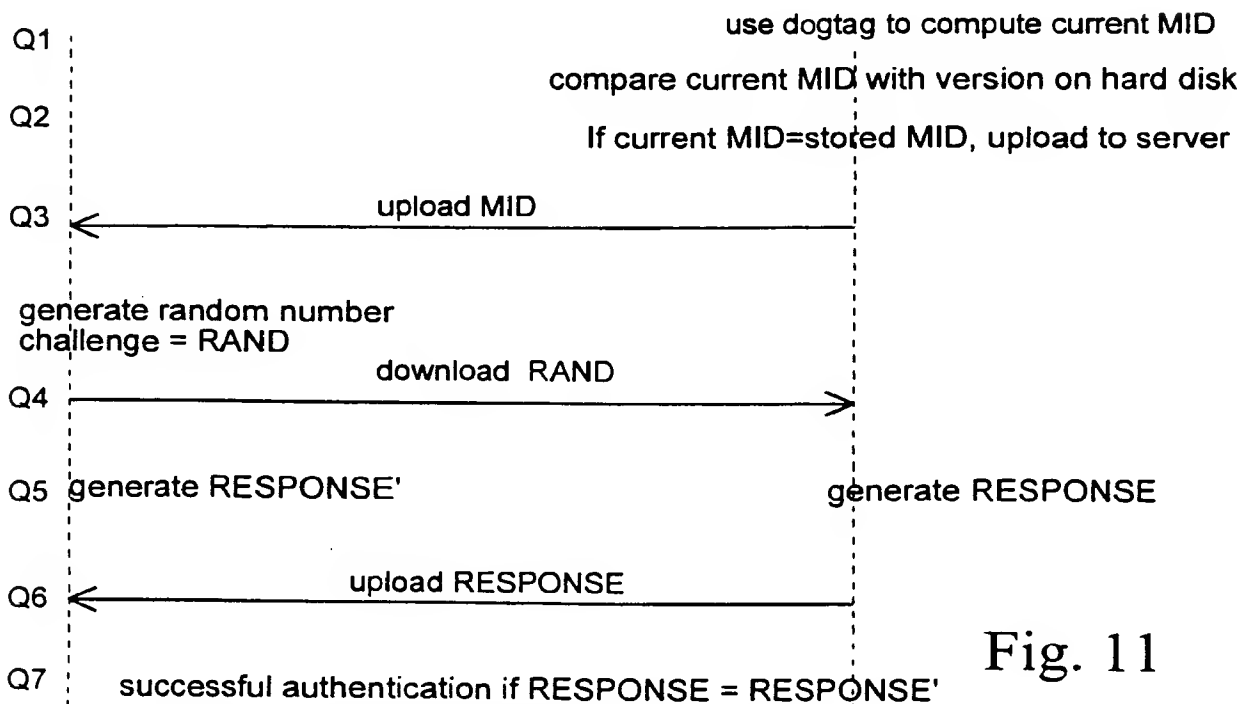 Q1
use dogtag to compute current MID
compare current MID with version on hard disk
Q2
If current MID=stored MID, upload to server
Q3
upload MID
generate random number
challenge = RAND
download RAND
Q4
Q5
generate RESPONSE'
generate RESPONSE
Q6
upload RESPONSE
Fig. 11
Q7
successful authentication if RESPONSE = RESPONSE'